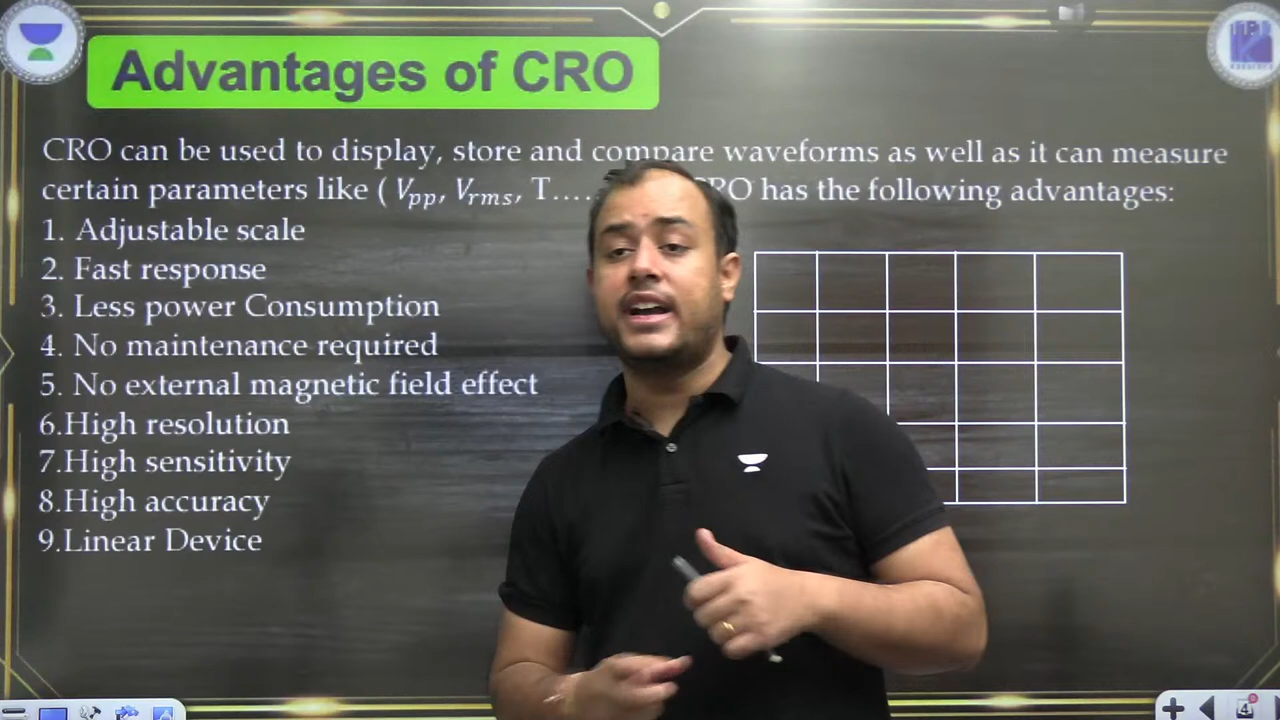 Advantages of CRO
CRO can be used to display, store and compare waveforms as well as it can measure
certain parameters like ( Vpp, Vrms, T.... CRO has the following advantages:
1. Adjustable scale
2. Fast response
3. Less power Consumption
4. No maintenance required
5. No external magnetic field effect
6.High resolution
7.High sensitivity
8.High accuracy
9.Linear Device
4